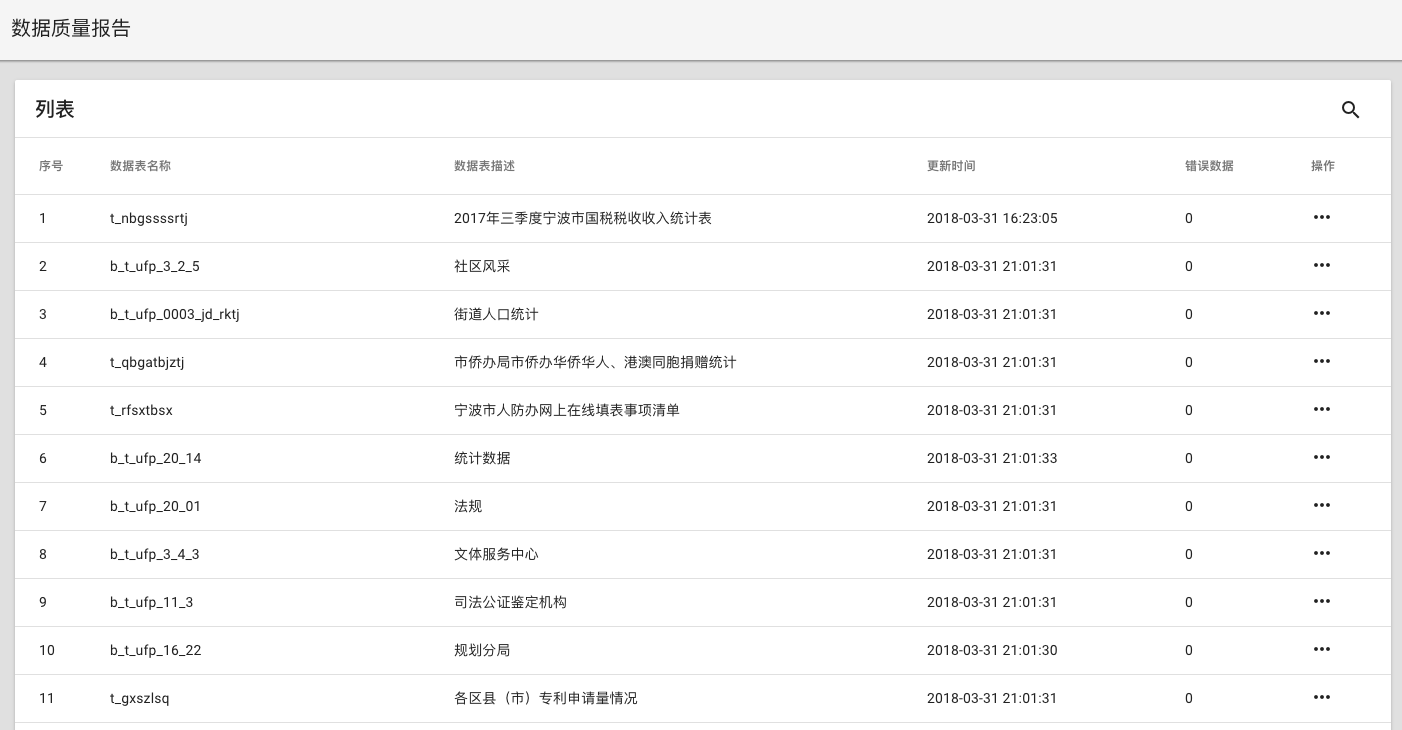 数据质量报告
列表
序号 数据表名称 数据表描述 更新时间 错误数据 操作
1 t_nbgssssrtj 2017年三季度宁波市国税税收收入统计表 2018-03-31 16:23:05 0
2 b_t_ufp_3_2_5 社区风采 2018-03-31 21:01:31 0
3 b_t_ufp_0003_jd_rktj 街道人口统计 2018-03-31 21:01:31 0
4 t_qbgatbjztj 市侨办局市侨办华侨华人、港澳同胞捐赠统计 2018-03-31 21:01:31 0
5 t_rfsxtbsx 宁波市人防办网上在线填表事项清单 2018-03-31 21:01:31 0
6 b_t_ufp_20_14 统计数据 2018-03-31 21:01:33 0
7 b_t_ufp_20_01 法规 2018-03-31 21:01:31 0
8 b_t_ufp_3_4_3 文体服务中心 2018-03-31 21:01:31 0
9 b_t_ufp_11_3 司法公证鉴定机构 2018-03-31 21:01:31 0
10 b_t_ufp_16_22 规划分局 2018-03-31 21:01:30 0
11 t_gxszlsq 各区县（市）专利申请量情况 2018-03-31 21:01:31 0